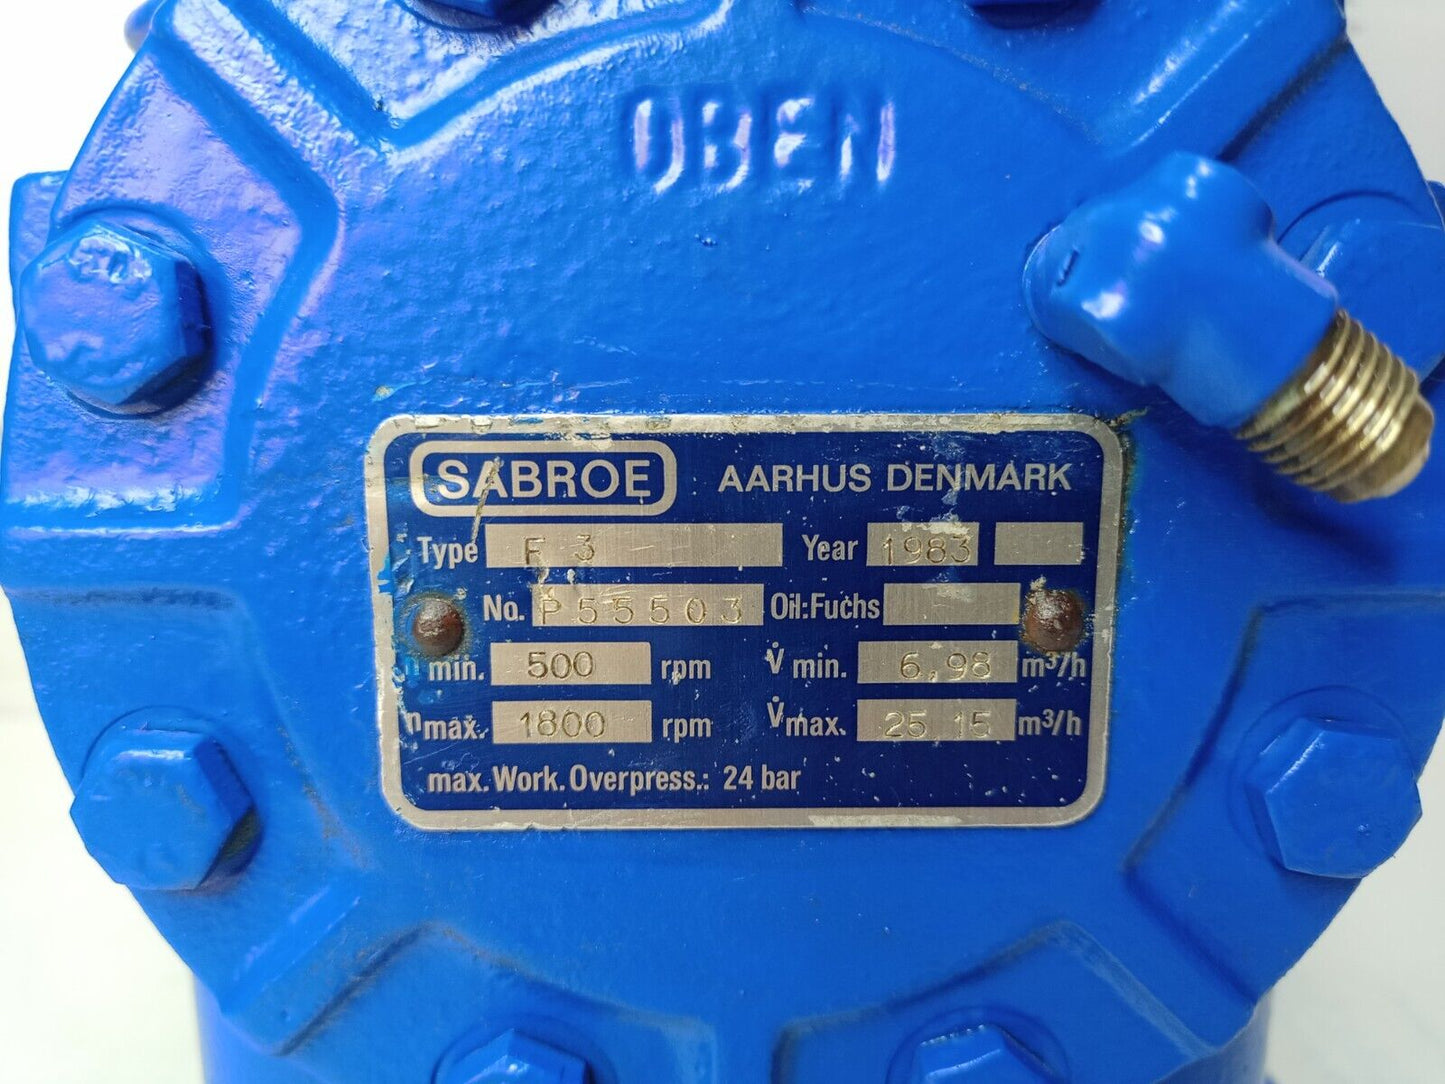 OBEN
SABROE AARHUS DENMARK
Type F 3 Year 1983
No. P55503 Oil: Fuchs
n min. 500 rpm V̇ min. 6,98 m³/h
n max. 1800 rpm V̇ max. 25,15 m³/h
max. Work. Overpress.: 24 bar